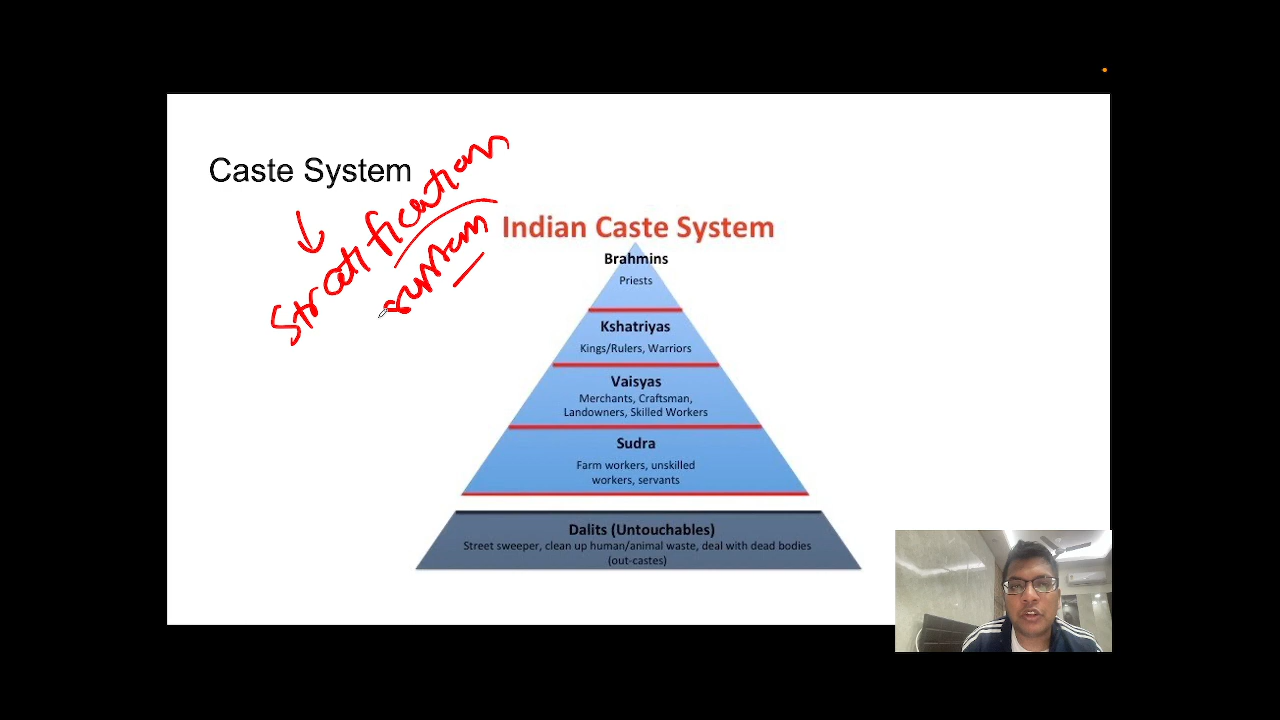 Caste System
Stratification
system
Indian Caste System
Brahmins
Priests
Kshatriyas
Kings/Rulers, Warriors
Vaisyas
Merchants, Craftsman,
Landowners, Skilled Workers
Sudra
Farm workers, unskilled
workers, servants
Dalits (Untouchables)
Street sweeper, clean up human/animal waste, deal with dead bodies
(out-castes)